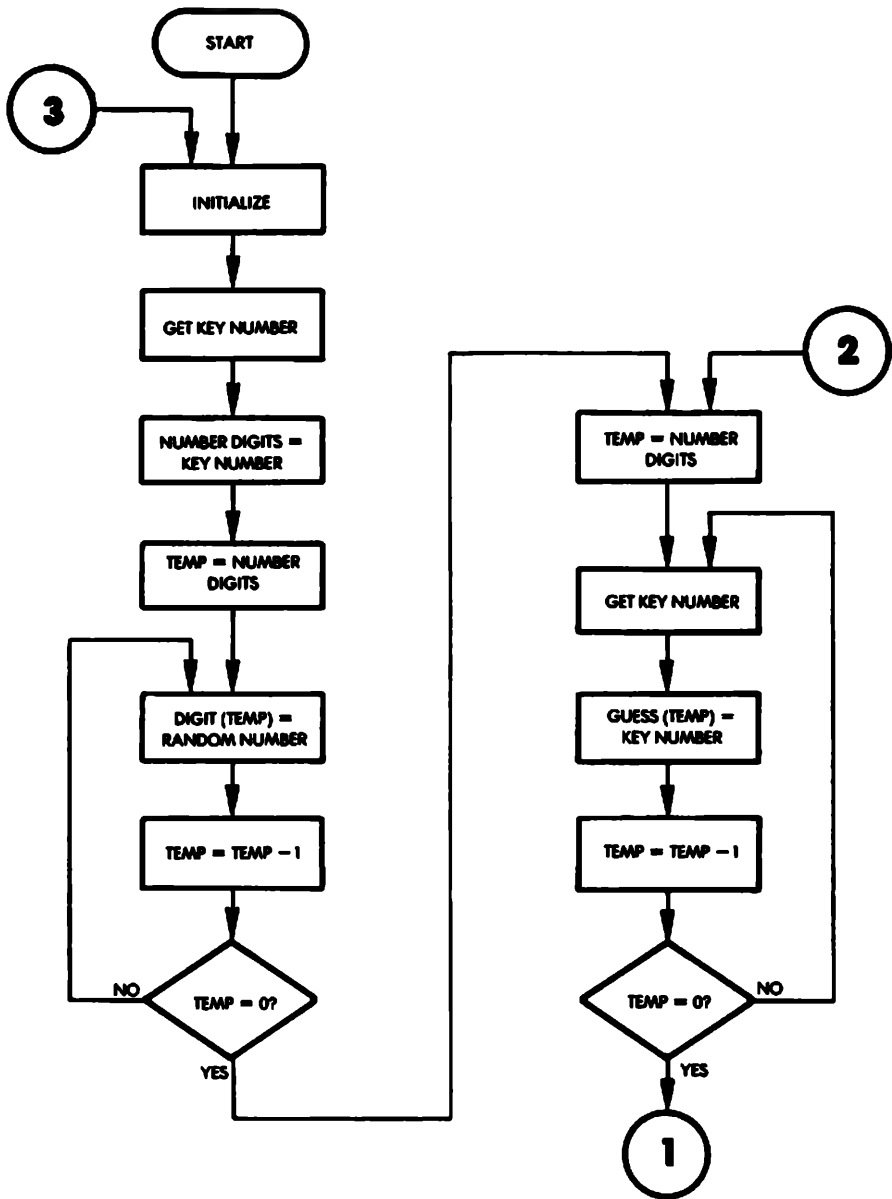 START
3
INITIALIZE
GET KEY NUMBER
NUMBER DIGITS =
KEY NUMBER
TEMP = NUMBER
DIGITS
DIGIT (TEMP) =
RANDOM NUMBER
TEMP = TEMP – 1
TEMP = 0?
NO
YES
2
TEMP = NUMBER
DIGITS
GET KEY NUMBER
GUESS (TEMP) =
KEY NUMBER
TEMP = TEMP – 1
TEMP = 0?
NO
YES
1